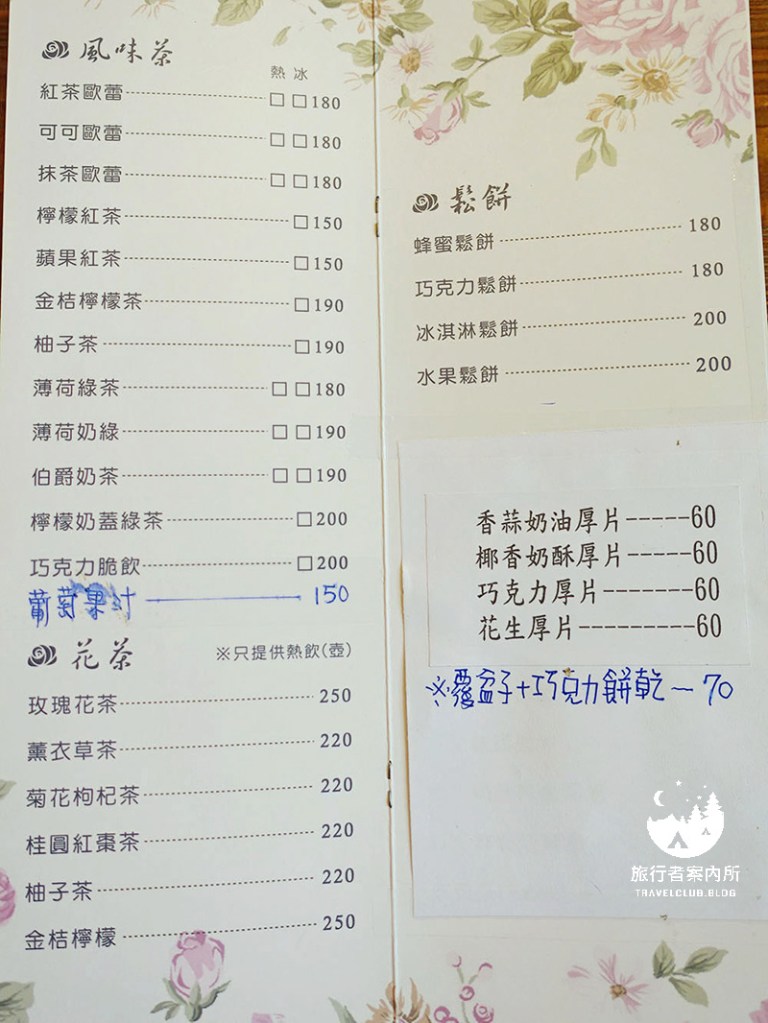 風味茶
熱 冰
紅茶歐蕾 □ □ 180
可可歐蕾 □ □ 180
抹茶歐蕾 □ □ 180
檸檬紅茶 □ 150
蘋果紅茶 □ 150
金桔檸檬茶 □ 190
柚子茶 □ 190
薄荷綠茶 □ □ 180
薄荷奶綠 □ □ 190
伯爵奶茶 □ □ 190
檸檬奶蓋綠茶 □ 200
巧克力脆飲 □ 200
葡萄果汁 — 150
花茶 ※只提供熱飲(壺)
玫瑰花茶 250
薰衣草茶 220
菊花枸杞茶 220
桂圓紅棗茶 220
柚子茶 220
金桔檸檬 250
鬆餅
蜂蜜鬆餅 180
巧克力鬆餅 180
冰淇淋鬆餅 200
水果鬆餅 200
香蒜奶油厚片-----60
椰香奶酥厚片-----60
巧克力厚片-------60
花生厚片---------60
※覆盆子+巧克力餅乾—70
旅行者案內所
TRAVELCLUB.BLOG